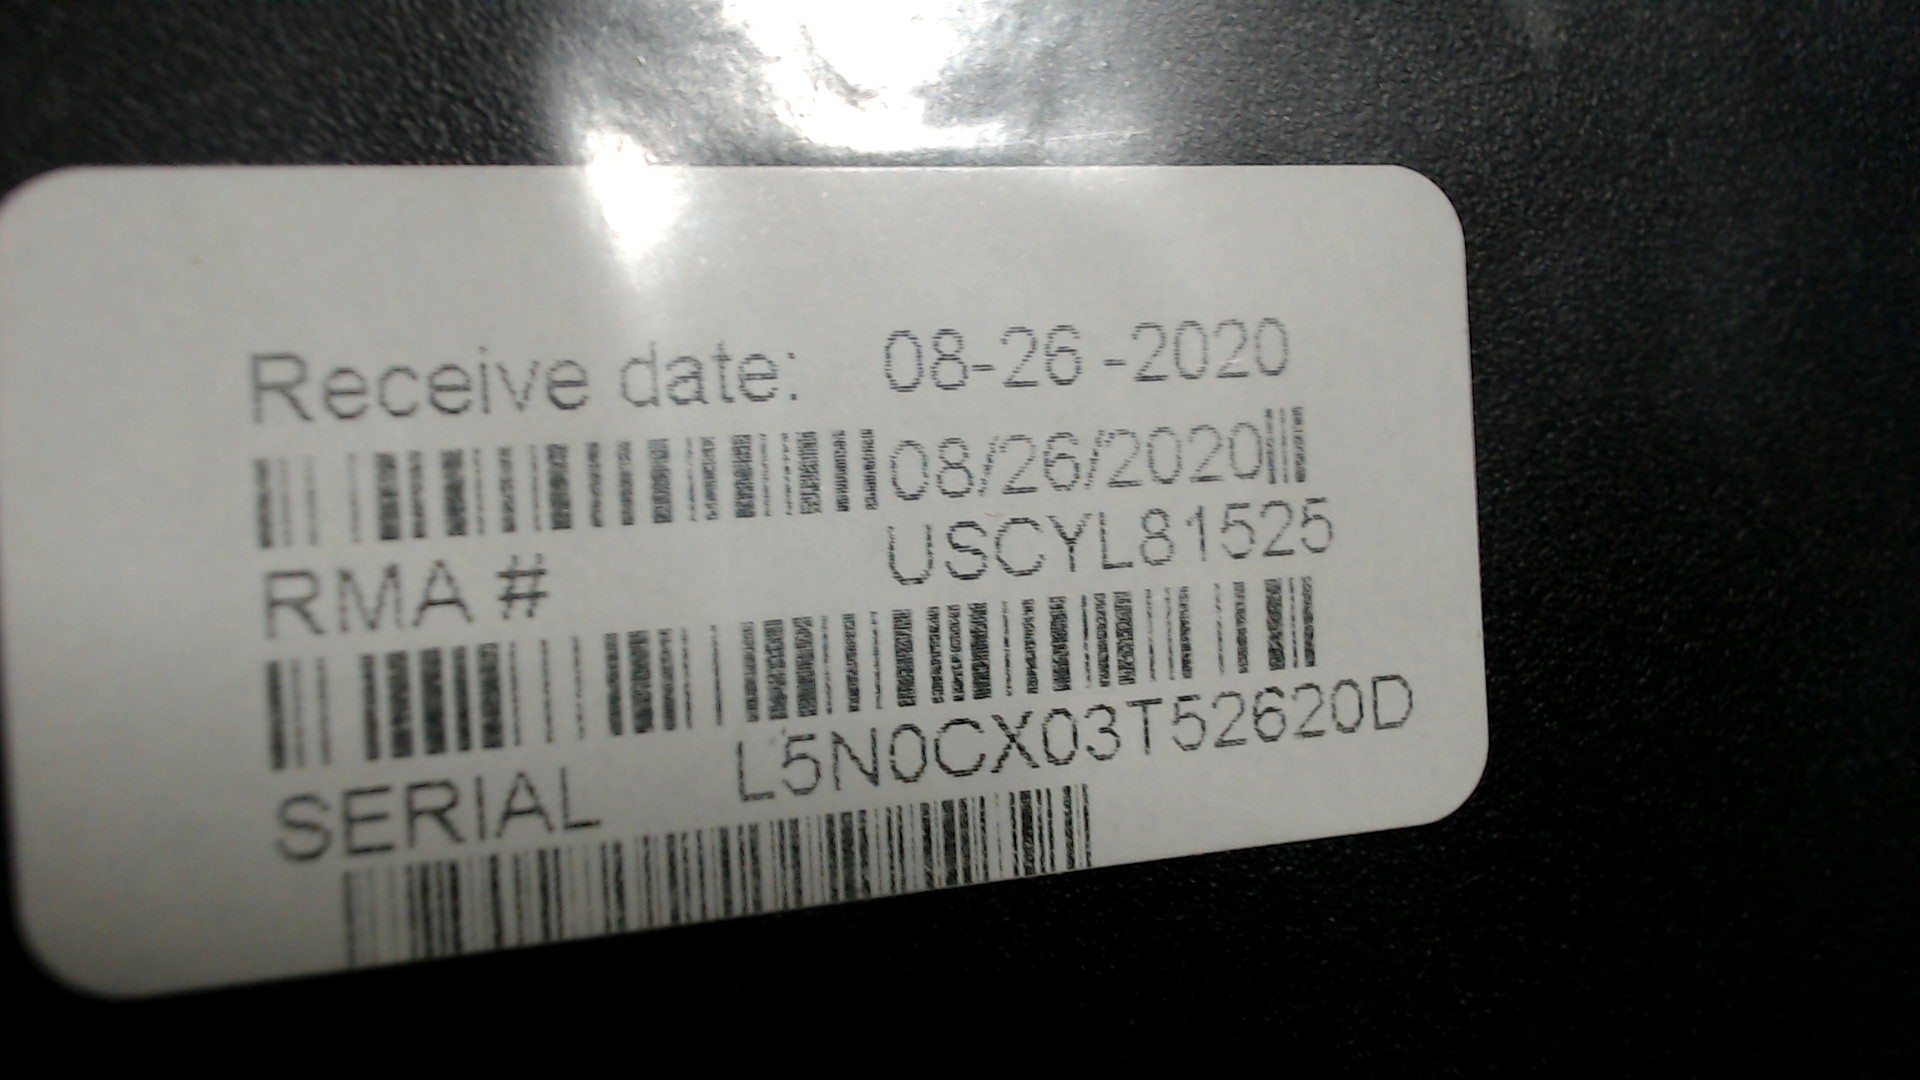 Receive date: 08-26 -2020
08/26/2020
RMA # USCYL81525
SERIAL L5N0CX03T52620D